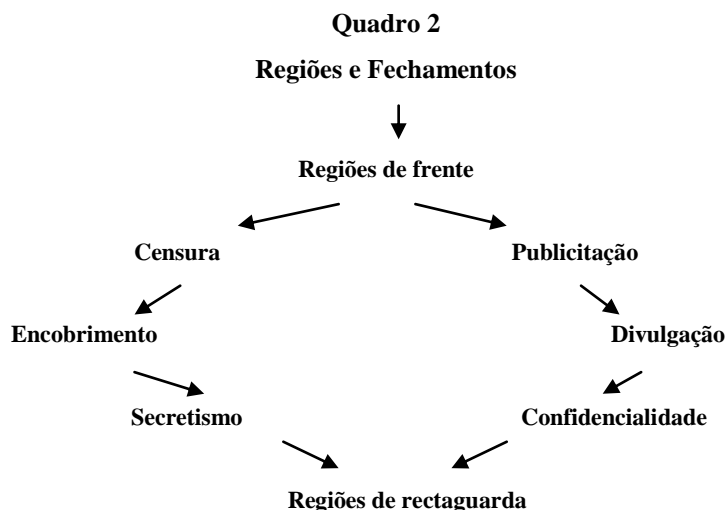 Quadro 2
Regiões e Fechamentos
Regiões de frente
Censura Publicitação
Encobrimento Divulgação
Secretismo Confidencialidade
Regiões de rectaguarda